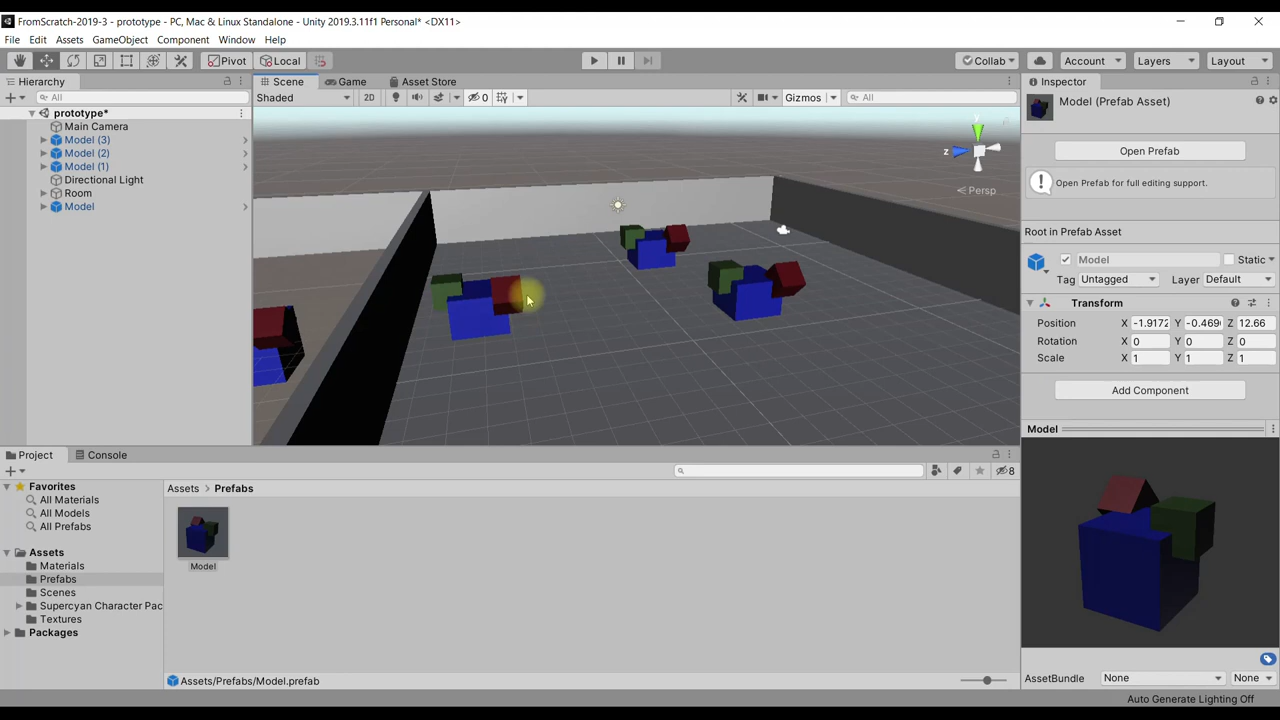 FromScratch-2019-3 - prototype - PC, Mac & Linux Standalone - Unity 2019.3.11f1 Personal* <DX11>
File Edit Assets GameObject Component Window Help
Pivot Local Collab Account Layers Layout
Hierarchy
All
prototype*
Main Camera
Model (3)
Model (2)
Model (1)
Directional Light
Room
Model
Scene Game Asset Store
Shaded 2D 0 Gizmos All
y
z
Persp
Inspector
Model (Prefab Asset)
Open Prefab
Open Prefab for full editing support.
Root in Prefab Asset
Model Static
Tag Untagged Layer Default
Transform
Position X -1.9172 Y -0.469 Z 12.66
Rotation X 0 Y 0 Z 0
Scale X 1 Y 1 Z 1
Add Component
Model
AssetBundle None None
Project Console
8
Favorites
All Materials
All Models
All Prefabs
Assets
Materials
Prefabs
Scenes
Supercyan Character Pac
Textures
Packages
Assets > Prefabs
Model
Assets/Prefabs/Model.prefab
Auto Generate Lighting Off